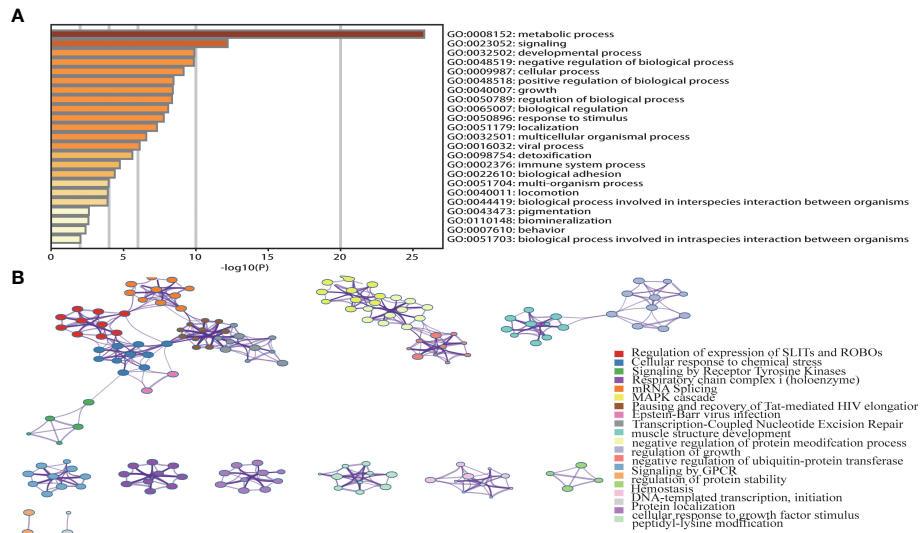 A
GO:0008152: metabolic process
GO:0023052: signaling
GO:0032502: developmental process
GO:0048519: negative regulation of biological process
GO:0009987: cellular process
GO:0048518: positive regulation of biological process
GO:0040007: growth
GO:0050789: regulation of biological process
GO:0065007: biological regulation
GO:0050896: response to stimulus
GO:0051179: localization
GO:0032501: multicellular organismal process
GO:0016032: viral process
GO:0098754: detoxification
GO:0002376: immune system process
GO:0022610: biological adhesion
GO:0051704: multi-organism process
GO:0040011: locomotion
GO:0044419: biological process involved in interspecies interaction between organisms
GO:0043473: pigmentation
GO:0110148: biomineralization
GO:0007610: behavior
GO:0051703: biological process involved in intraspecies interaction between organisms
0 5 10 15 20 25
-log10(P)
B
Regulation of expression of SLITs and ROBOs
Cellular response to chemical stress
Signaling by Receptor Tyrosine Kinases
Respiratory chain complex i (holoenzyme)
mRNA Splicing
MAPK cascade
Pausing and recovery of Tat-mediated HIV elongation
Epstein-Barr virus infection
Transcription-Coupled Nucleotide Excision Repair
muscle structure development
negative regulation of protein meodifcation process
regulation of growth
negative regulation of ubiquitin-protein transferase
Signaling by GPCR
regulation of protein stability
Hemostasis
DNA-templated transcription, initiation
Protein localization
cellular response to growth factor stimulus
peptidyl-lysine modification